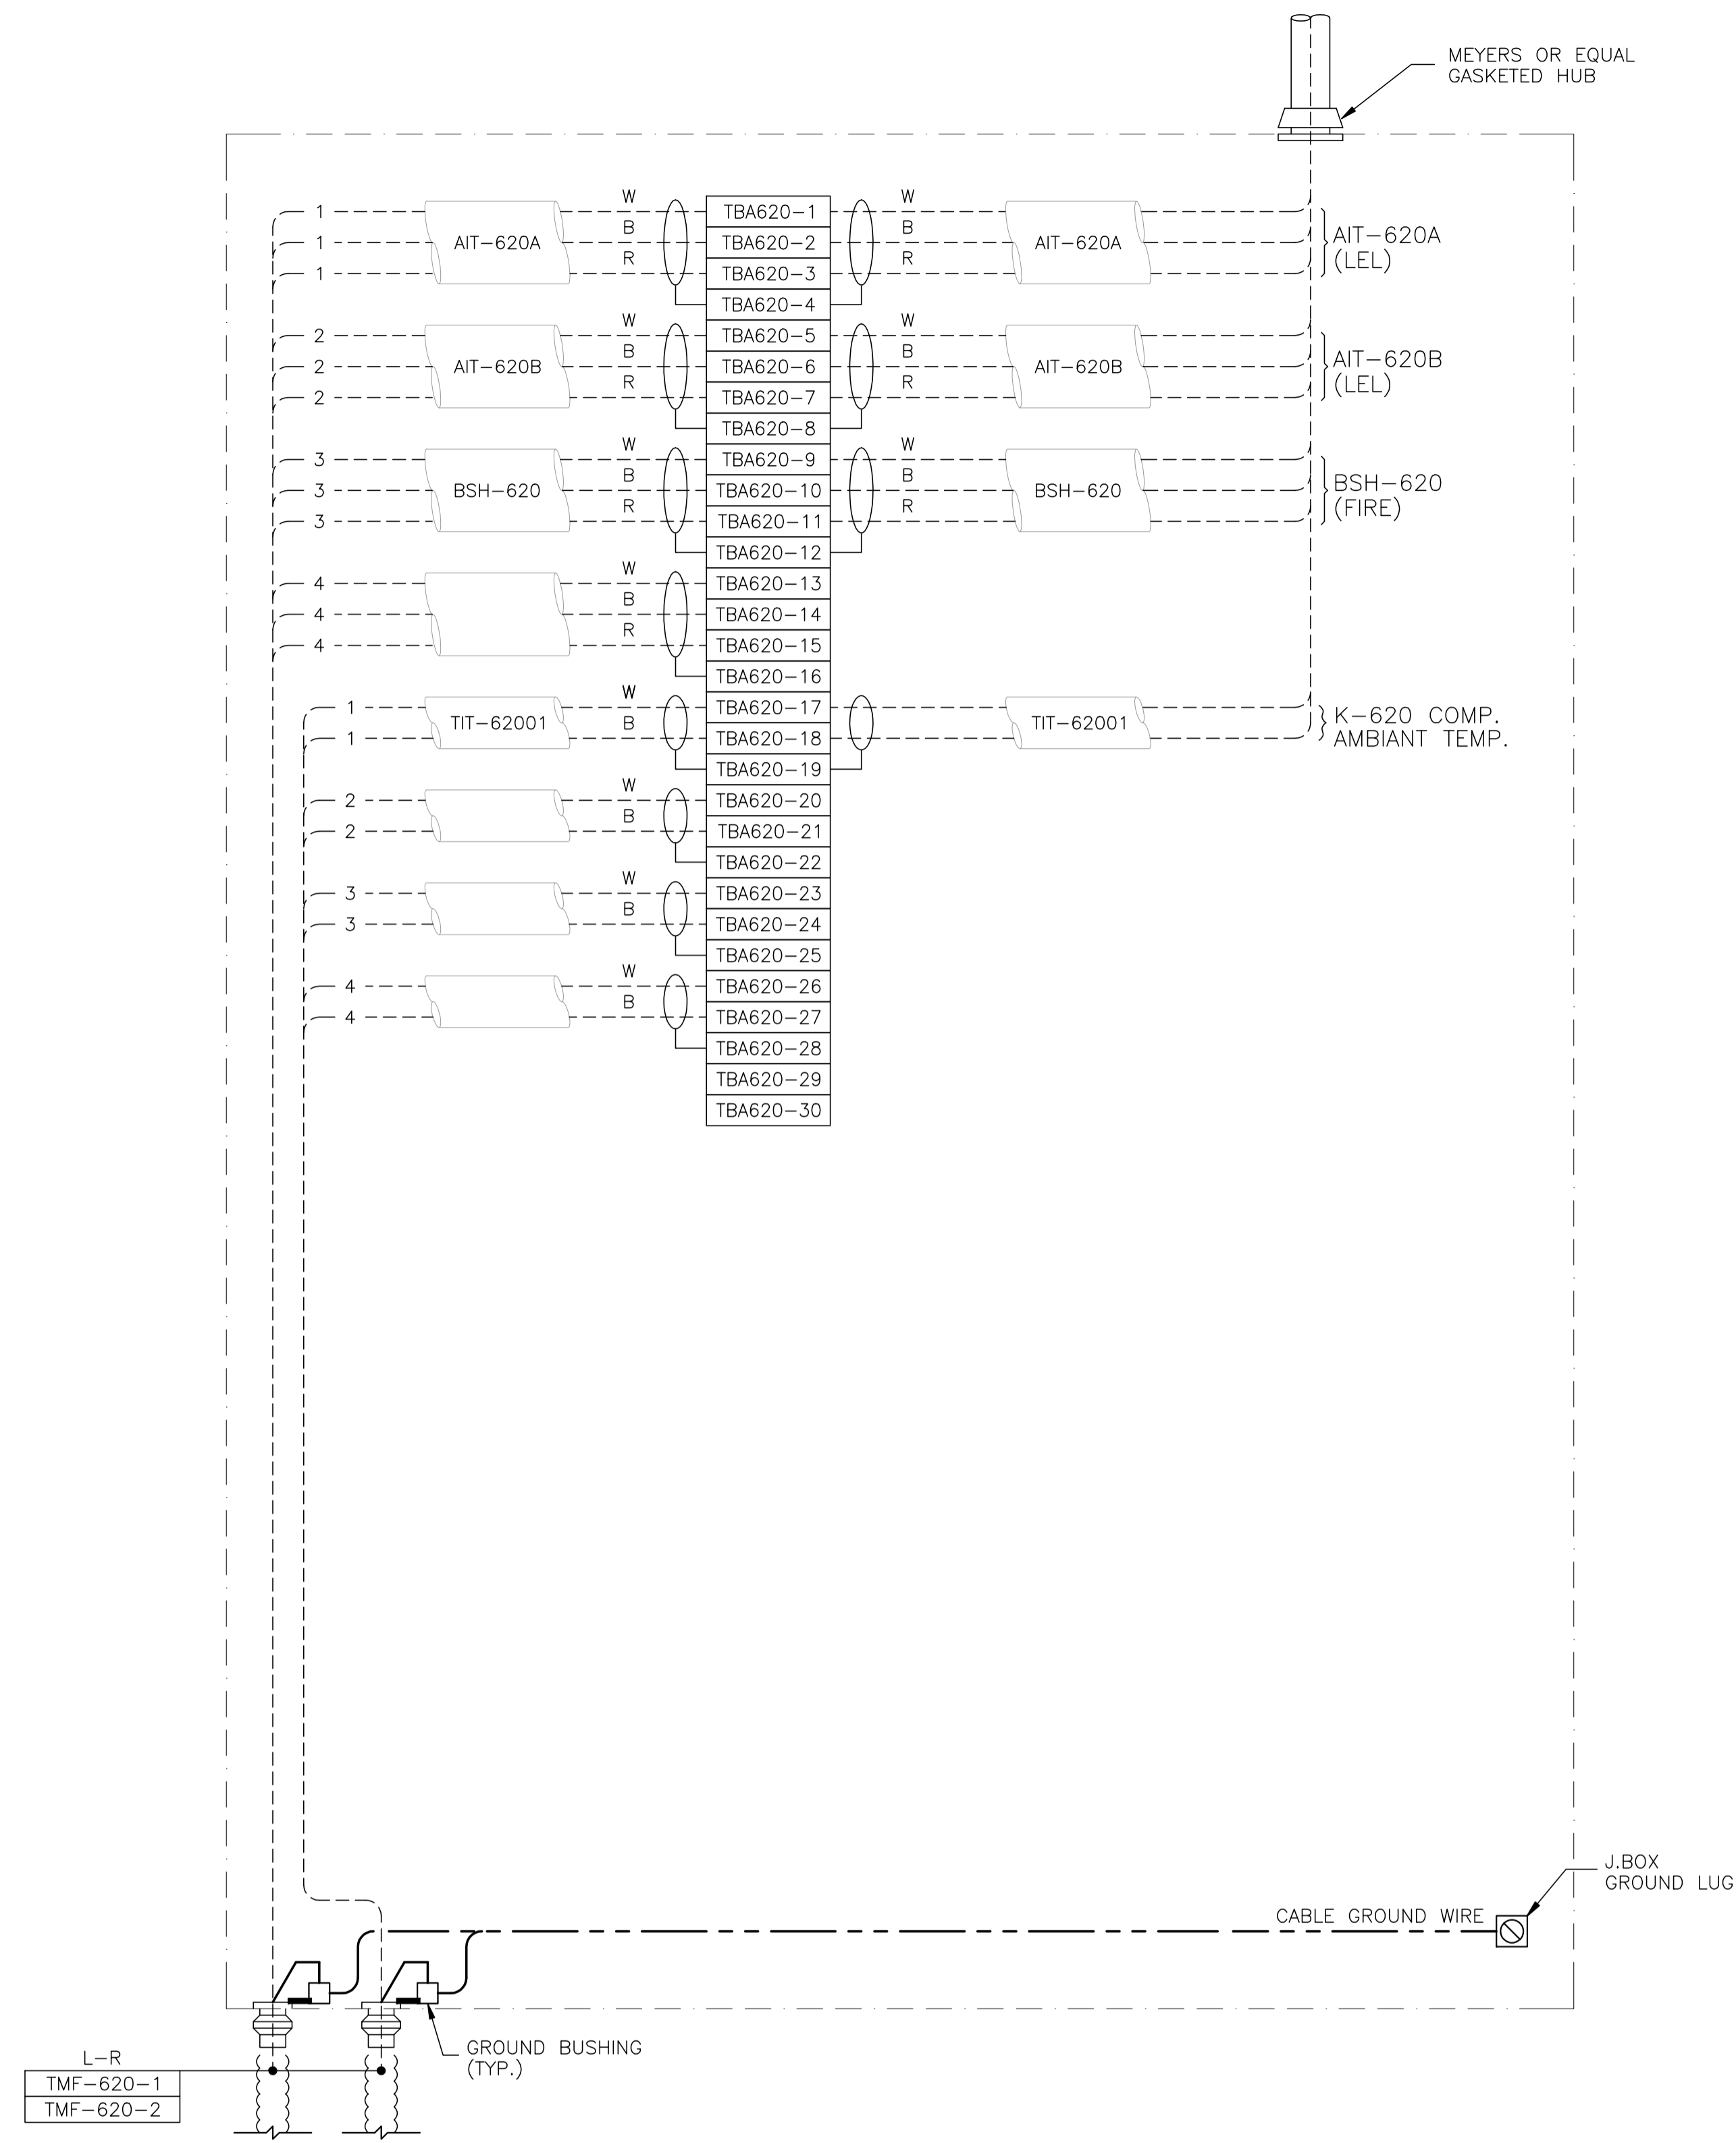 MEYERS OR EQUAL
GASKETED HUB
W W
1 TBA620-1
B B
1 AIT-620A TBA620-2 AIT-620A AIT-620A
R R (LEL)
1 TBA620-3
TBA620-4
W W
2 TBA620-5
B B
2 AIT-620B TBA620-6 AIT-620B AIT-620B
R R (LEL)
2 TBA620-7
TBA620-8
W W
3 TBA620-9
B B
3 BSH-620 TBA620-10 BSH-620 BSH-620
R R (FIRE)
3 TBA620-11
TBA620-12
W
4 TBA620-13
B
4 TBA620-14
R
4 TBA620-15
TBA620-16
W
1 TBA620-17 K-620 COMP.
TIT-62001 B TIT-62001
1 TBA620-18 AMBIANT TEMP.
TBA620-19
W
2 TBA620-20
B
2 TBA620-21
TBA620-22
W
3 TBA620-23
B
3 TBA620-24
TBA620-25
W
4 TBA620-26
B
4 TBA620-27
TBA620-28
TBA620-29
TBA620-30
J.BOX
GROUND LUG
CABLE GROUND WIRE
GROUND BUSHING
(TYP.)
L-R
TMF-620-1
TMF-620-2